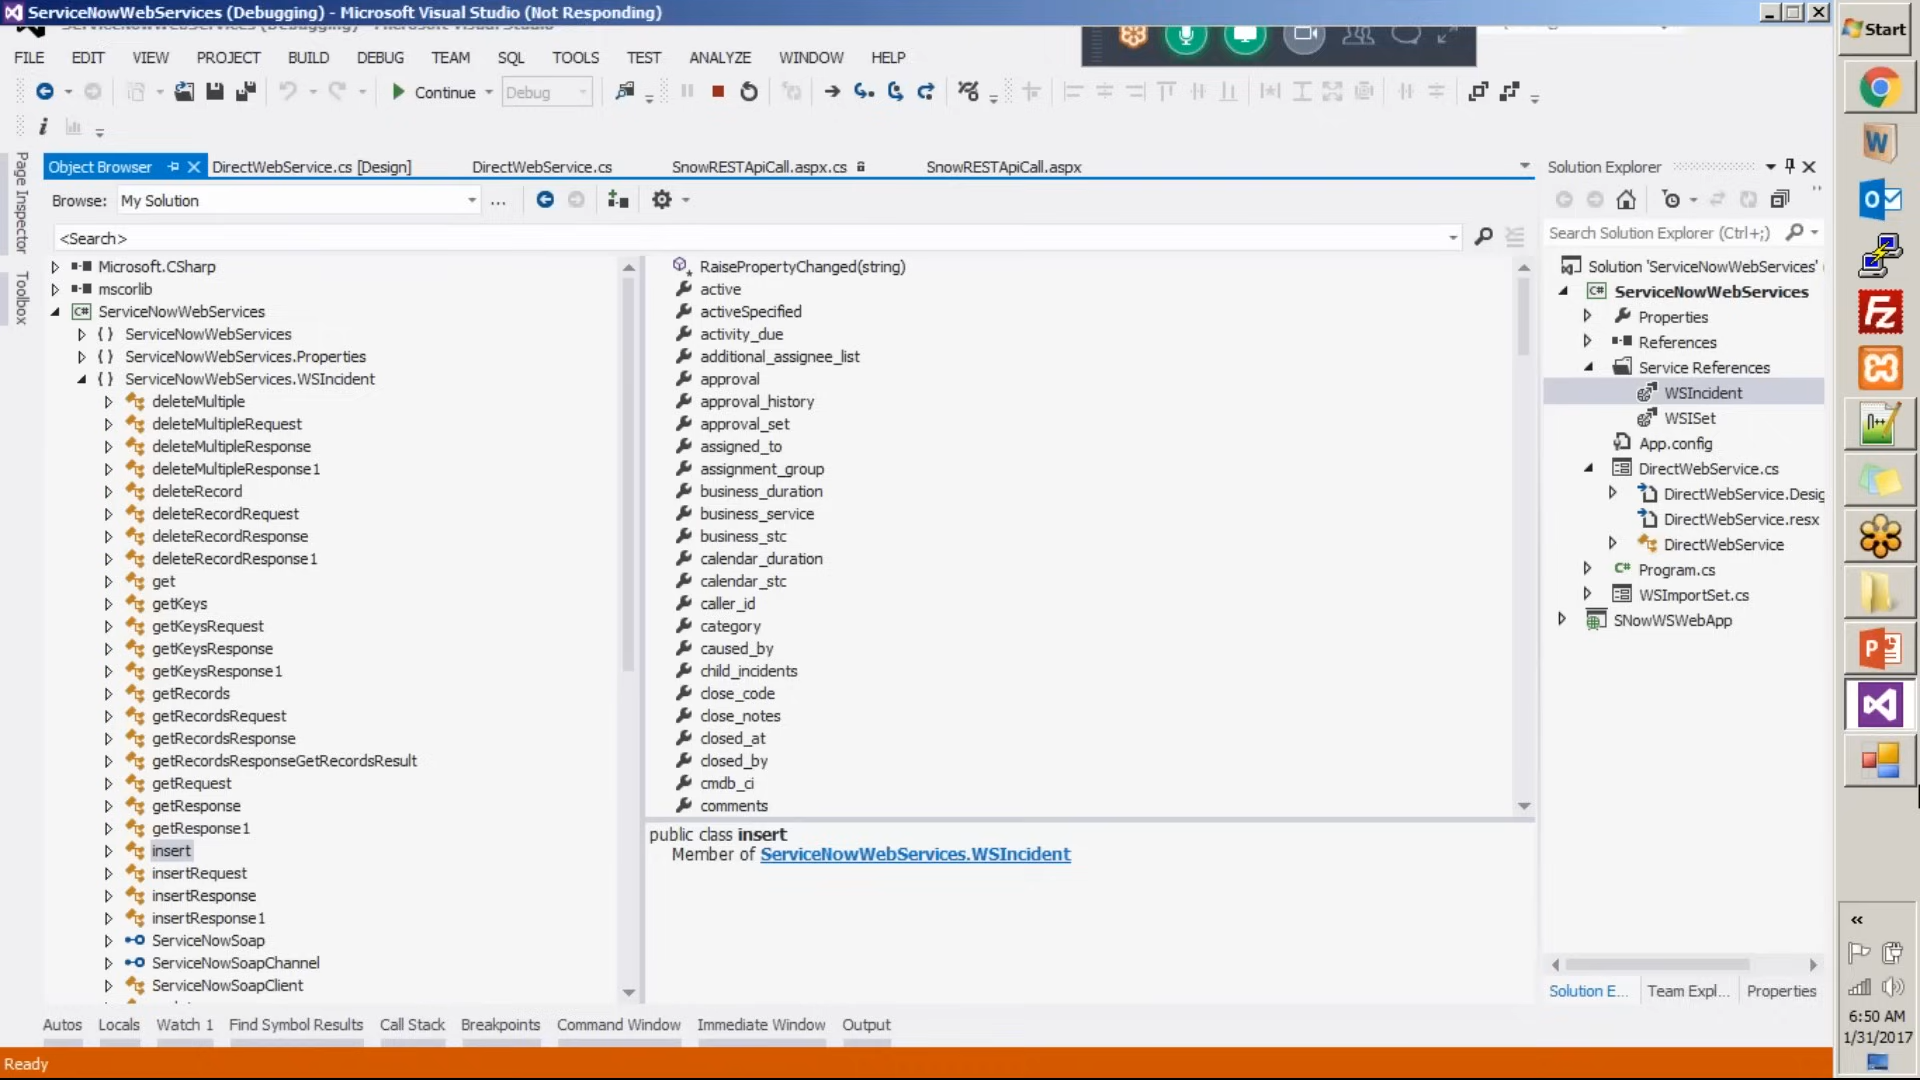 ServiceNowWebServices (Debugging) - Microsoft Visual Studio (Not Responding)
FILE EDIT VIEW PROJECT BUILD DEBUG TEAM SQL TOOLS TEST ANALYZE WINDOW HELP
Continue Debug
Page Inspector
Toolbox
Object Browser DirectWebService.cs [Design] DirectWebService.cs SnowRESTApiCall.aspx.cs SnowRESTApiCall.aspx
Browse: My Solution ...
<Search>
Microsoft.CSharp
mscorlib
ServiceNowWebServices
ServiceNowWebServices
ServiceNowWebServices.Properties
ServiceNowWebServices.WSIncident
deleteMultiple
deleteMultipleRequest
deleteMultipleResponse
deleteMultipleResponse1
deleteRecord
deleteRecordRequest
deleteRecordResponse
deleteRecordResponse1
get
getKeys
getKeysRequest
getKeysResponse
getKeysResponse1
getRecords
getRecordsRequest
getRecordsResponse
getRecordsResponseGetRecordsResult
getRequest
getResponse
getResponse1
insert
insertRequest
insertResponse
insertResponse1
ServiceNowSoap
ServiceNowSoapChannel
ServiceNowSoapClient
RaisePropertyChanged(string)
active
activeSpecified
activity_due
additional_assignee_list
approval
approval_history
approval_set
assigned_to
assignment_group
business_duration
business_service
business_stc
calendar_duration
calendar_stc
caller_id
category
caused_by
child_incidents
close_code
close_notes
closed_at
closed_by
cmdb_ci
comments
public class insert
Member of ServiceNowWebServices.WSIncident
Solution Explorer
Search Solution Explorer (Ctrl+;)
Solution 'ServiceNowWebServices' (
ServiceNowWebServices
Properties
References
Service References
WSIncident
WSISet
App.config
DirectWebService.cs
DirectWebService.Desig
DirectWebService.resx
DirectWebService
Program.cs
WSImportSet.cs
SNowWSWebApp
Solution E... Team Expl... Properties
Autos Locals Watch 1 Find Symbol Results Call Stack Breakpoints Command Window Immediate Window Output
Ready
Start
6:50 AM
1/31/2017